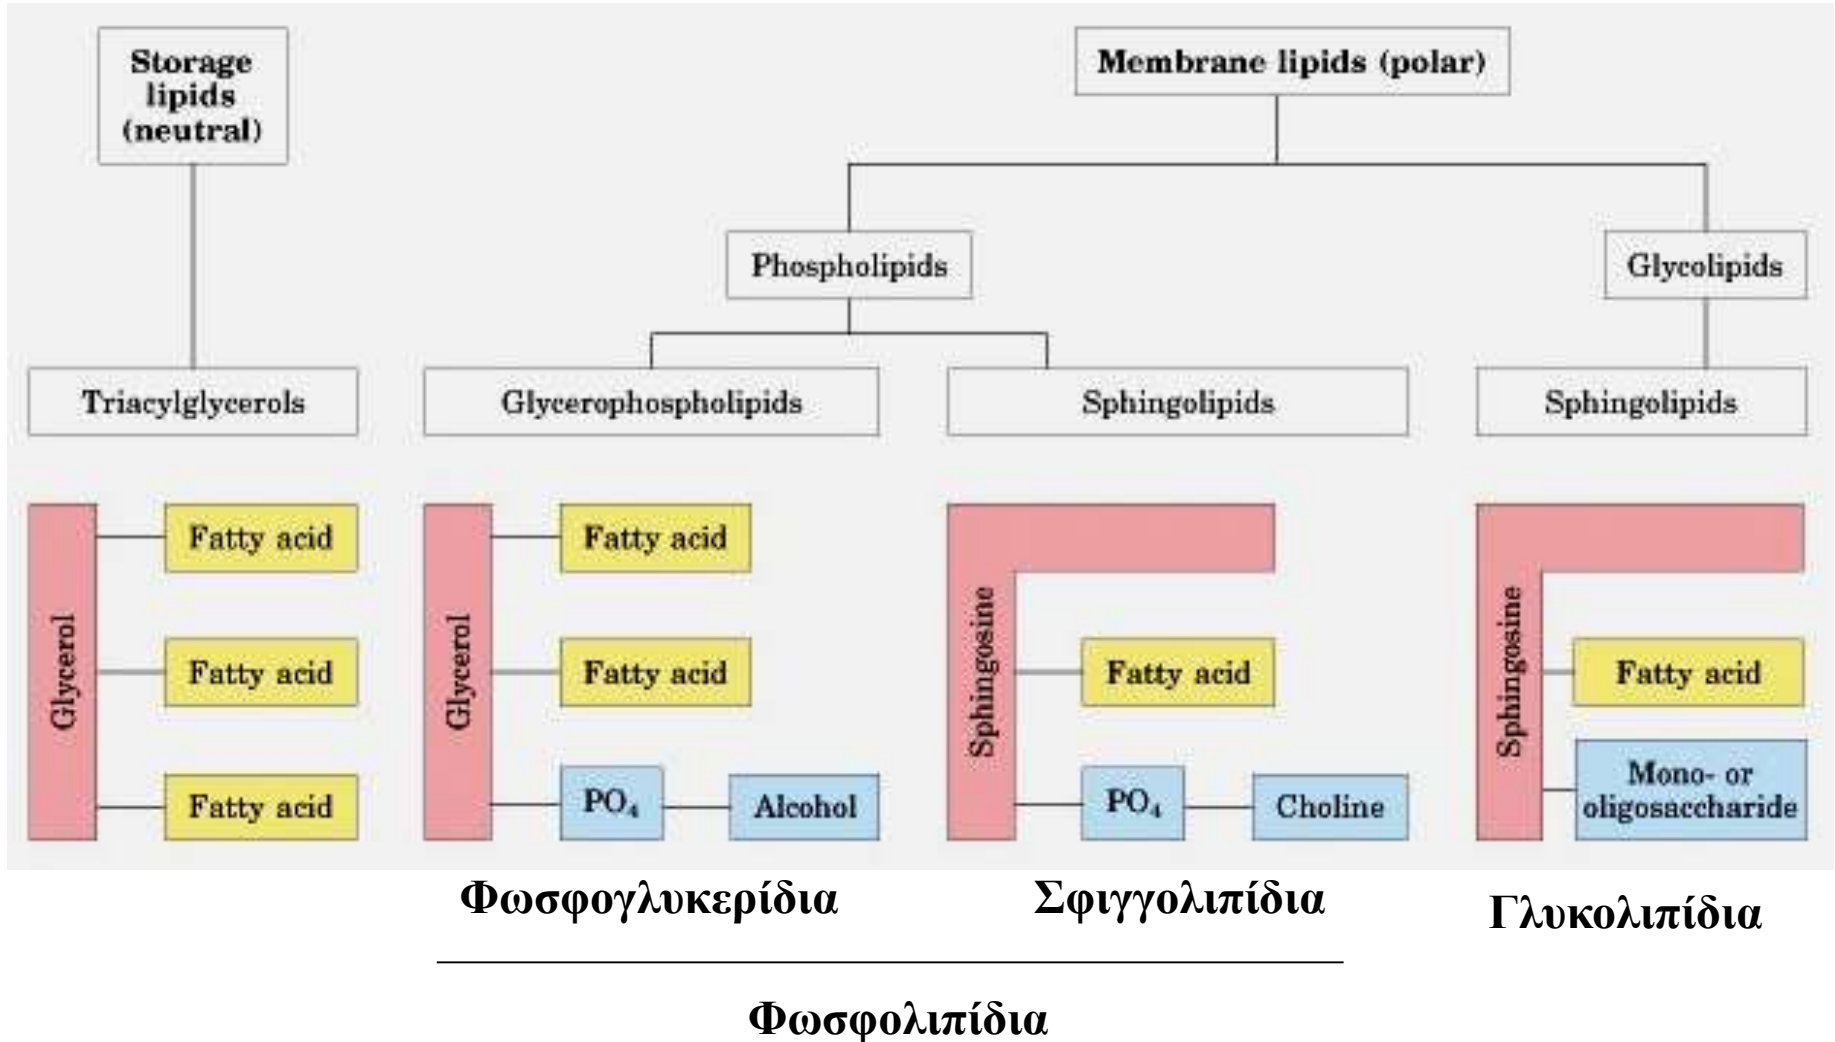 Storage
lipids
(neutral)
Membrane lipids (polar)
Phospholipids
Glycolipids
Triacylglycerols
Glycerophospholipids
Sphingolipids
Sphingolipids
Glycerol
Fatty acid
Fatty acid
Fatty acid
Glycerol
Fatty acid
Fatty acid
PO₄
Alcohol
Sphingosine
Fatty acid
PO₄
Choline
Sphingosine
Fatty acid
Mono- or
oligosaccharide
Φωσφογλυκερίδια
Σφιγγολιπίδια
Γλυκολιπίδια
Φωσφολιπίδια